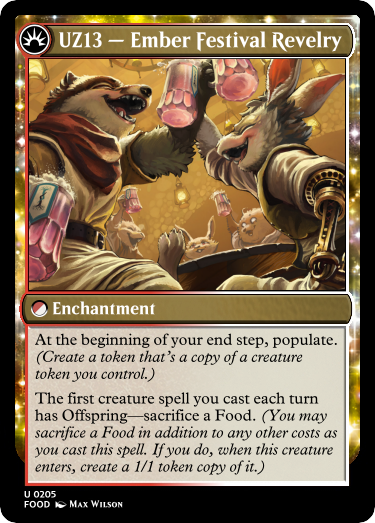 UZ13 — Ember Festival Revelry
Enchantment
At the beginning of your end step, populate.
(Create a token that's a copy of a creature
token you control.)
The first creature spell you cast each turn
has Offspring—sacrifice a Food. (You may
sacrifice a Food in addition to any other costs as
you cast this spell. If you do, when this creature
enters, create a 1/1 token copy of it.)
U 0205
FOOD Max Wilson